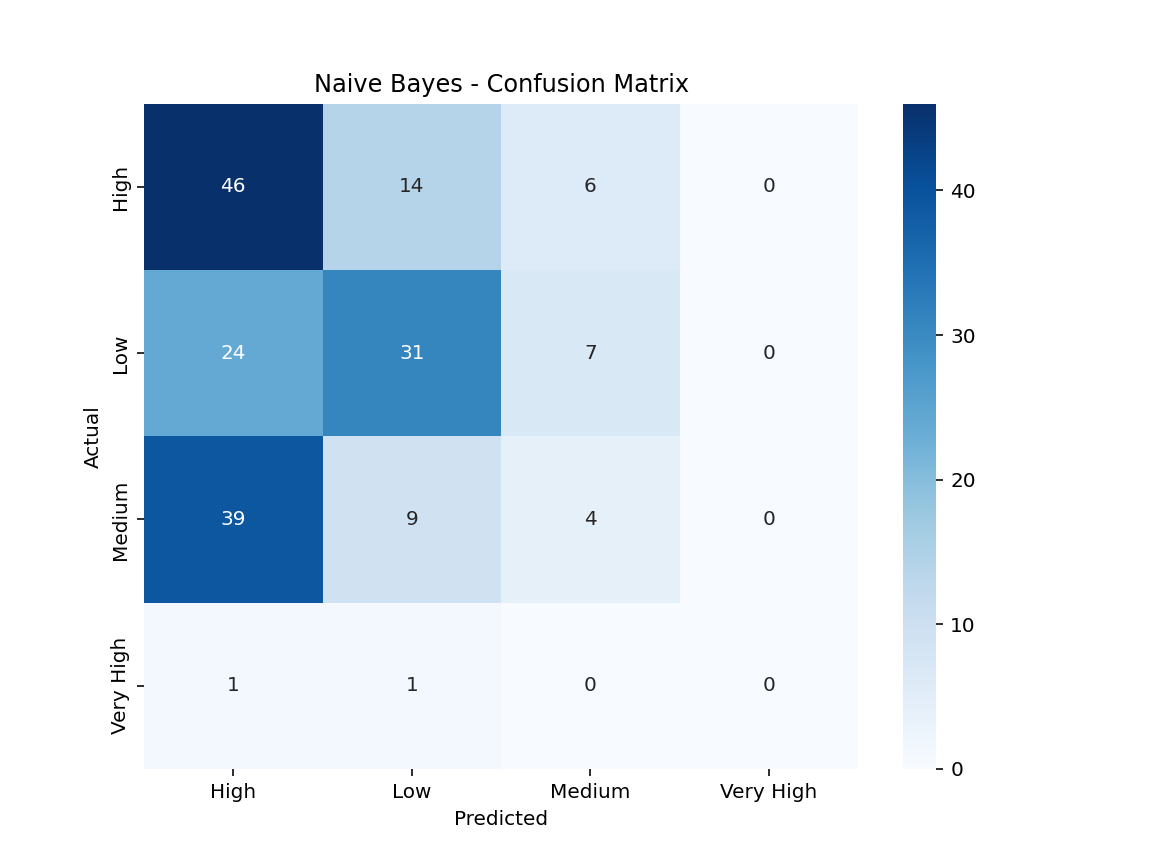 Naive Bayes - Confusion Matrix
High 46 14 6 0
40
30
Low 24 31 7 0
Actual
20
Medium 39 9 4 0
10
Very High 1 1 0 0
0
High Low Medium Very High
Predicted